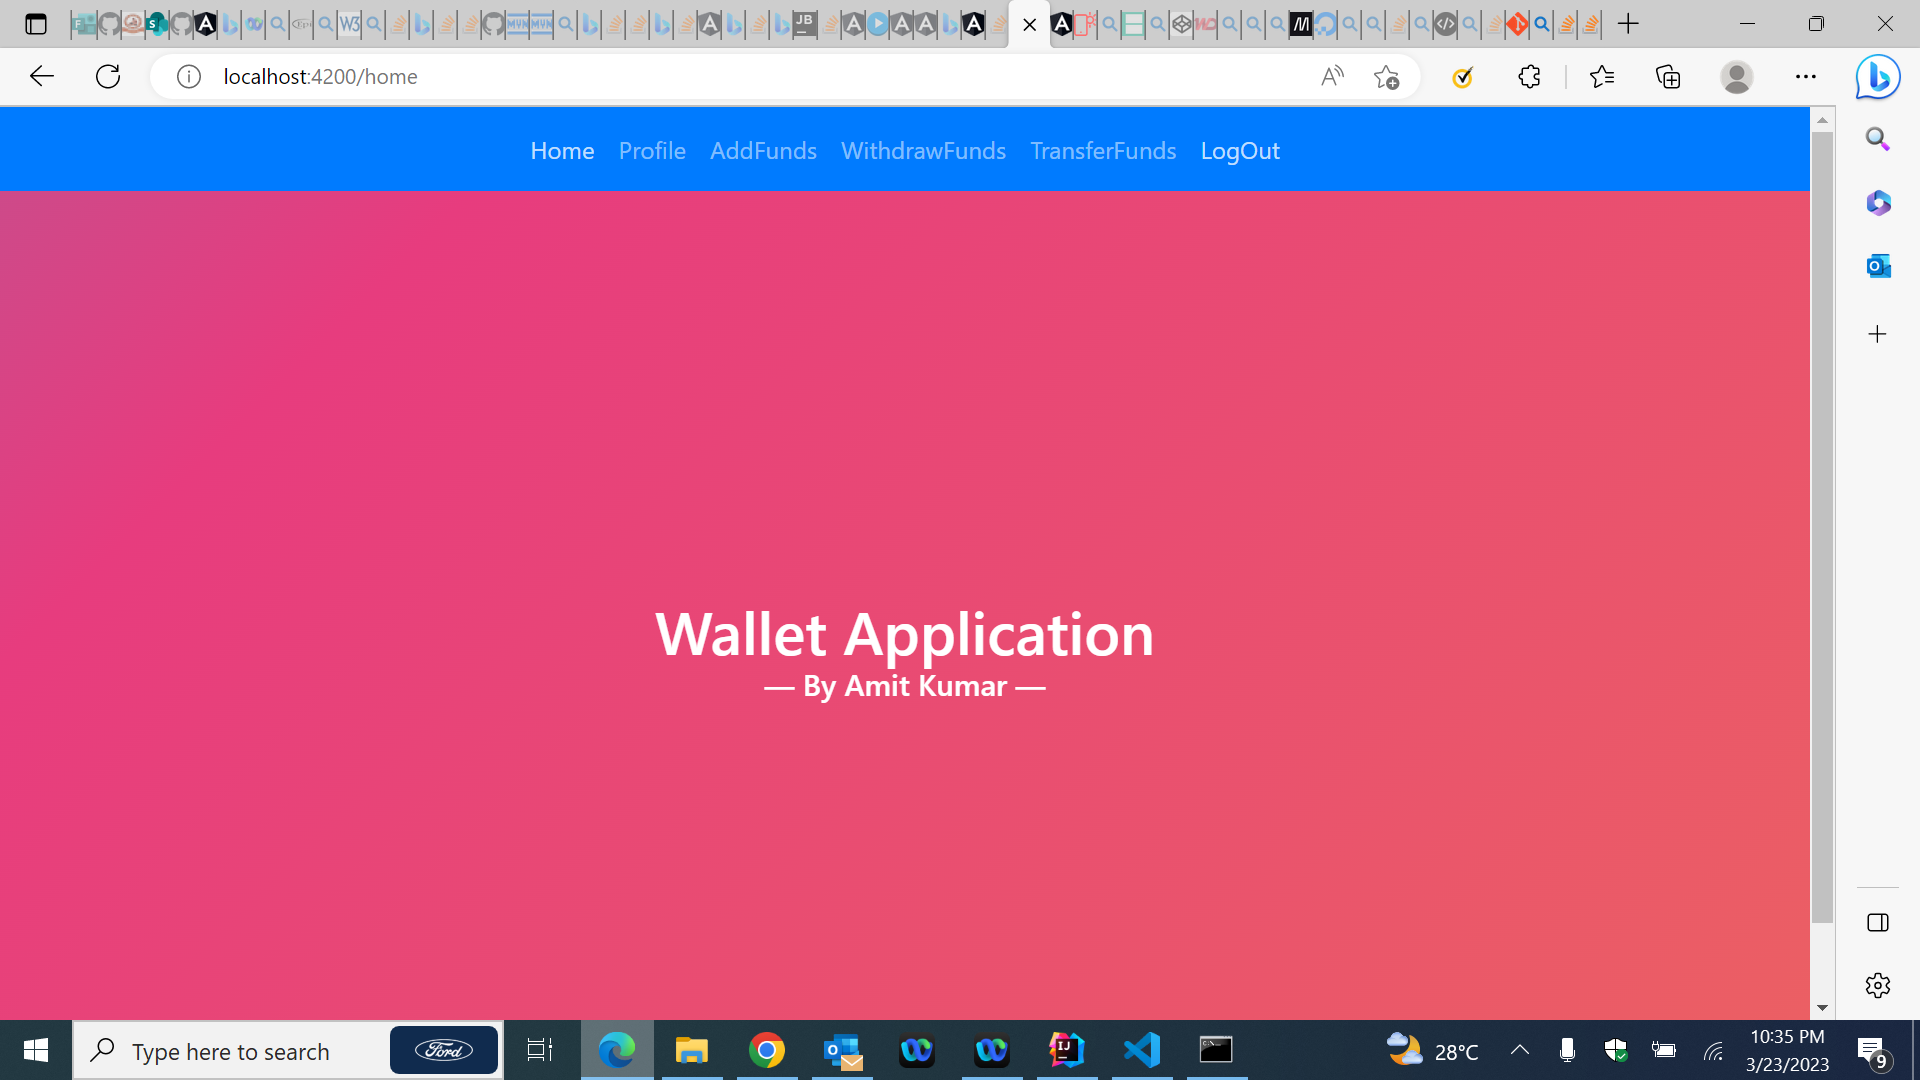 localhost:4200/home
Home Profile AddFunds WithdrawFunds TransferFunds LogOut
Wallet Application
— By Amit Kumar —
Type here to search
Ford
28°C
10:35 PM
3/23/2023
9